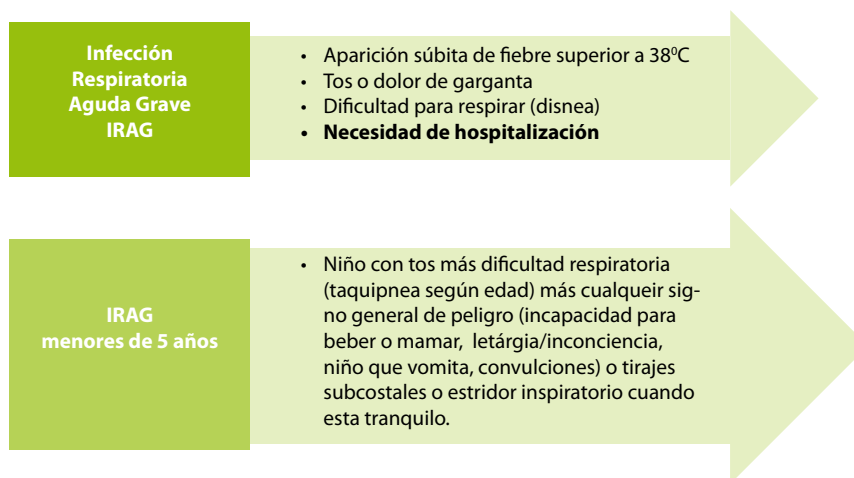 Infección
Respiratoria
Aguda Grave
IRAG
• Aparición súbita de fiebre superior a 38⁰C
• Tos o dolor de garganta
• Dificultad para respirar (disnea)
• Necesidad de hospitalización
IRAG
menores de 5 años
• Niño con tos más dificultad respiratoria
(taquipnea según edad) más cualqueir sig-
no general de peligro (incapacidad para
beber o mamar, letárgia/inconciencia,
niño que vomita, convulciones) o tirajes
subcostales o estridor inspiratorio cuando
esta tranquilo.